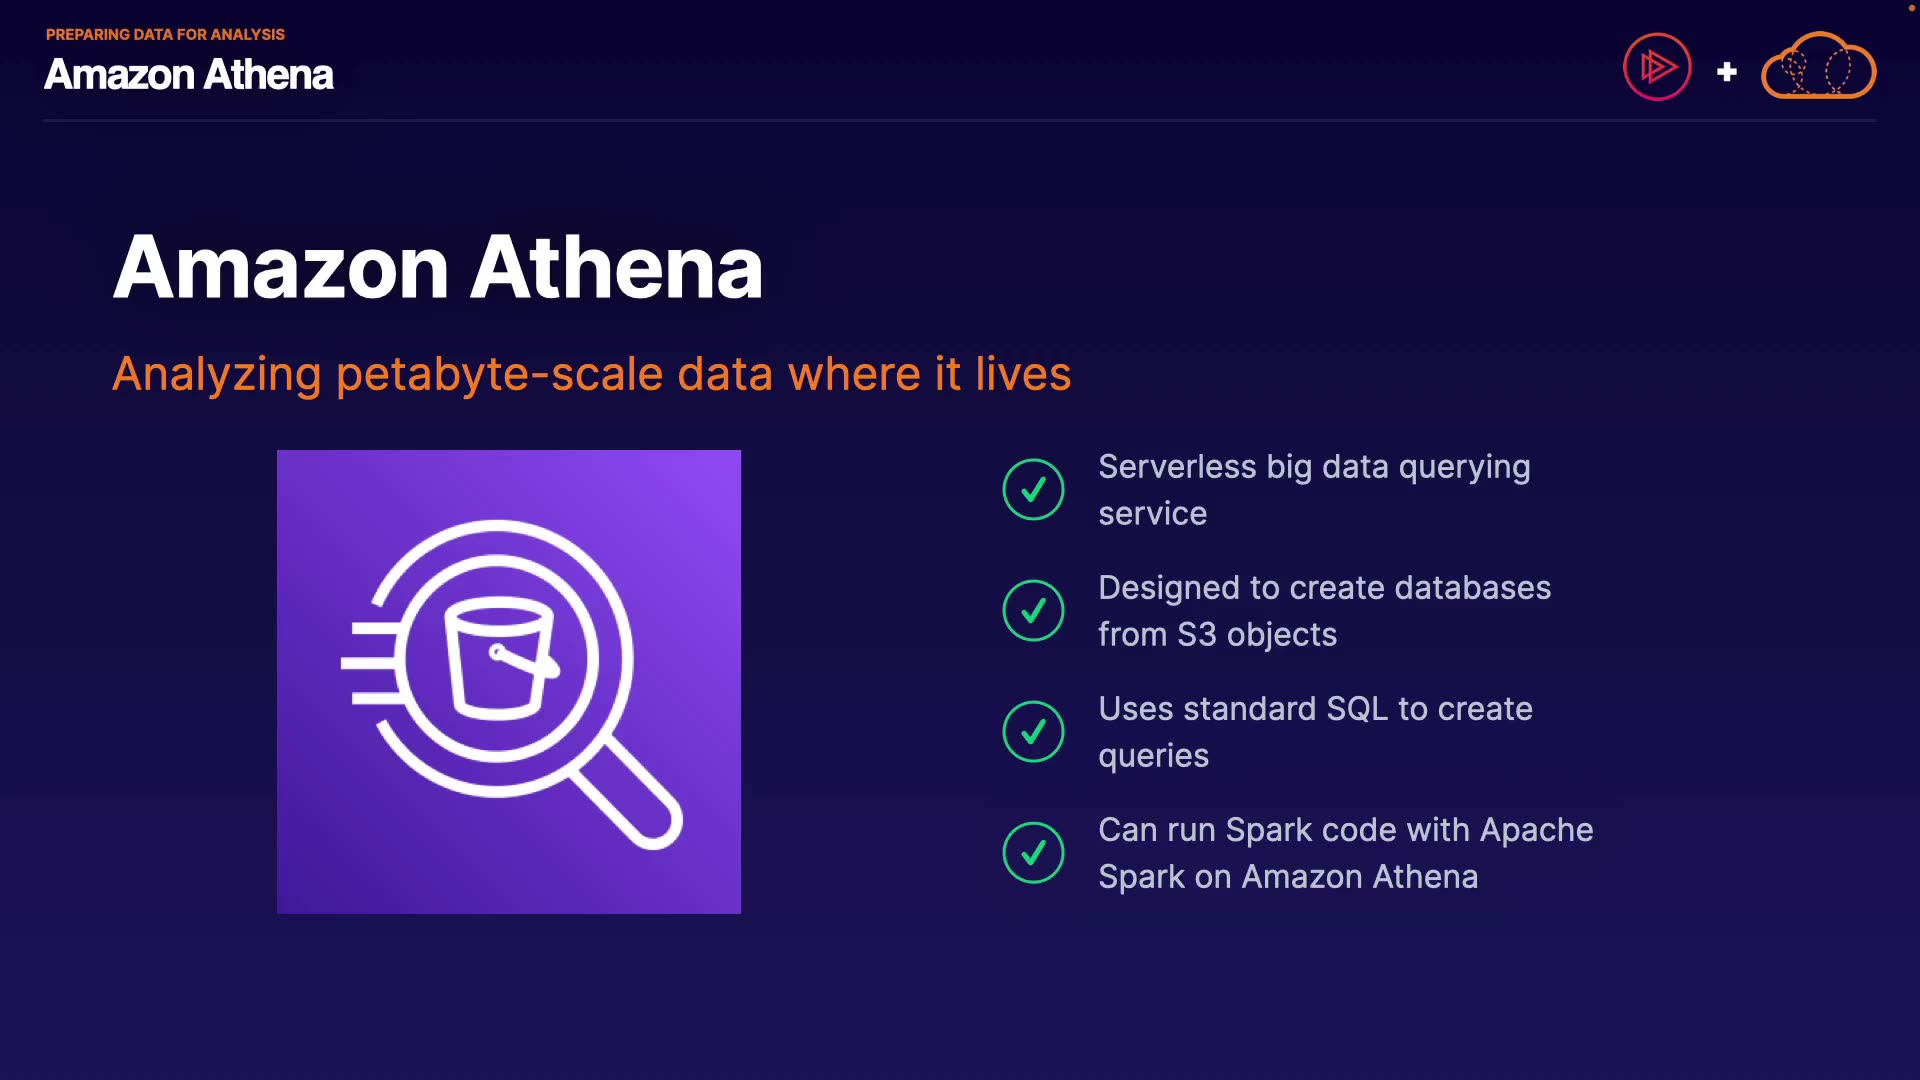 PREPARING DATA FOR ANALYSIS
Amazon Athena
Amazon Athena
Analyzing petabyte-scale data where it lives
Serverless big data querying
service
Designed to create databases
from S3 objects
Uses standard SQL to create
queries
Can run Spark code with Apache
Spark on Amazon Athena